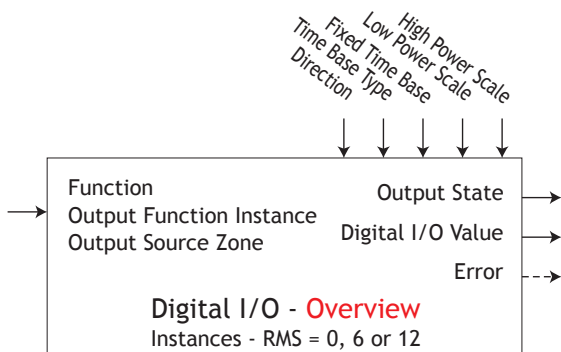 High Power Scale
Low Power Scale
Fixed Time Base
Time Base Type
Direction
Function
Output Function Instance
Output Source Zone
Output State
Digital I/O Value
Error
Digital I/O - Overview
Instances - RMS = 0, 6 or 12